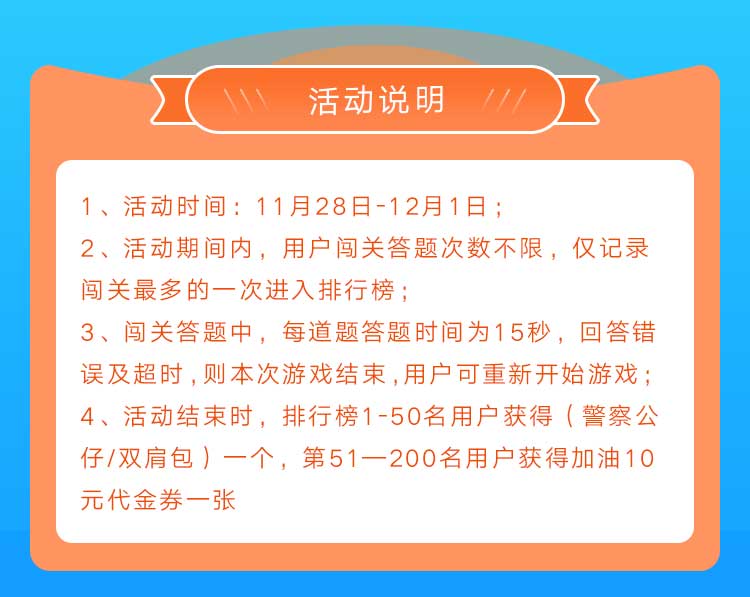 活动说明
1、活动时间：11月28日-12月1日；
2、活动期间内，用户闯关答题次数不限，仅记录
闯关最多的一次进入排行榜；
3、闯关答题中，每道题答题时间为15秒，回答错
误及超时,则本次游戏结束,用户可重新开始游戏；
4、活动结束时，排行榜1-50名用户获得（警察公
仔/双肩包）一个，第51—200名用户获得加油10
元代金券一张